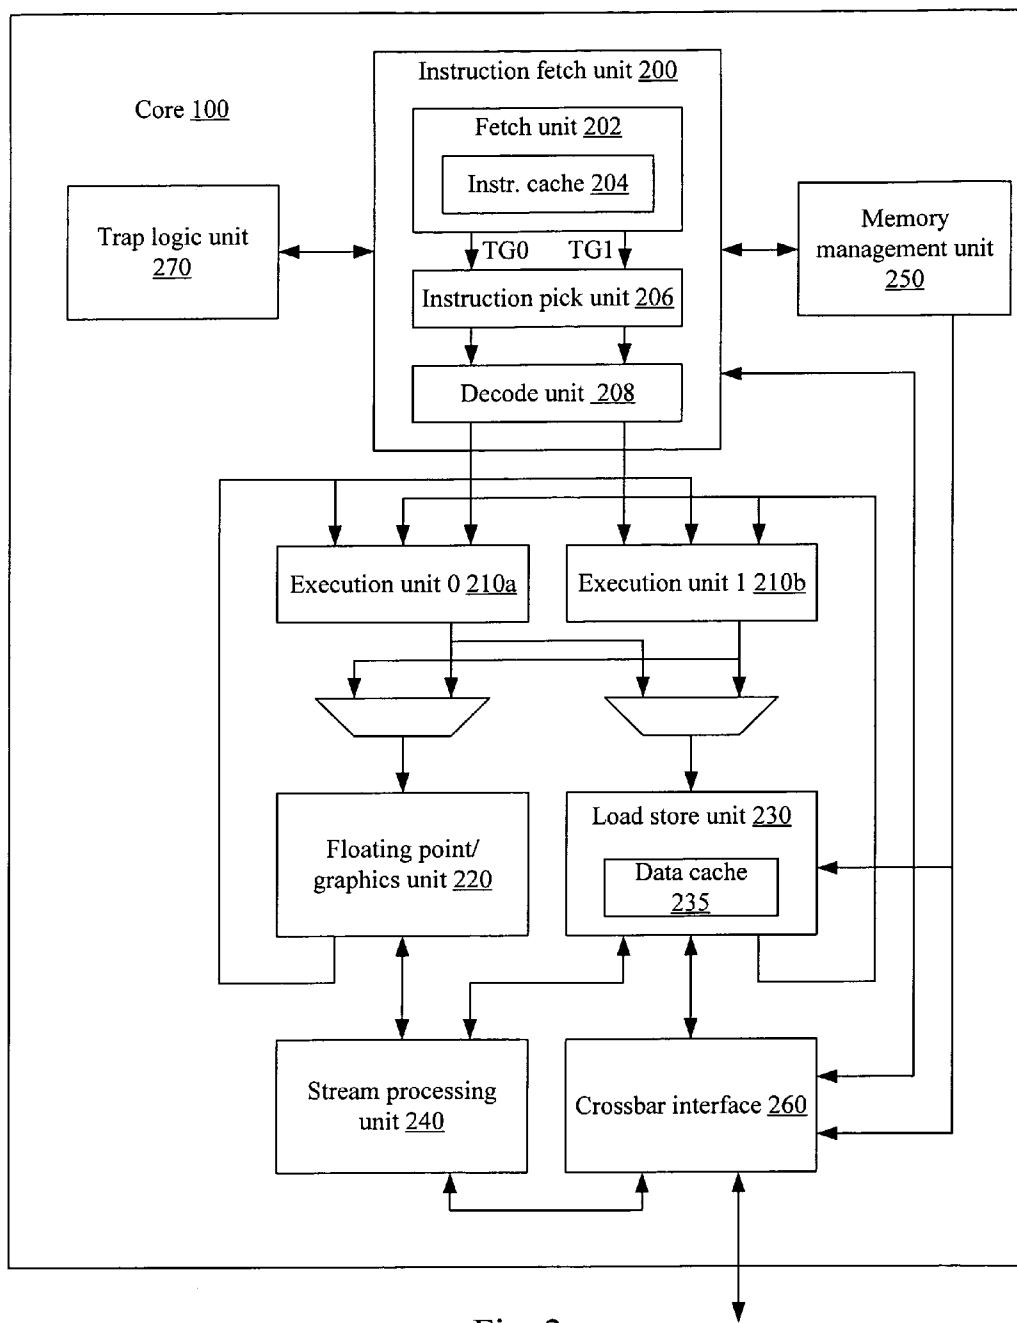 Instruction fetch unit 200
Core 100
Fetch unit 202
Instr. cache 204
Trap logic unit
270
Memory
management unit
250
TG0
TG1
Instruction pick unit 206
Decode unit 208
Execution unit 0 210a
Execution unit 1 210b
Floating point/
graphics unit 220
Load store unit 230
Data cache
235
Stream processing
unit 240
Crossbar interface 260